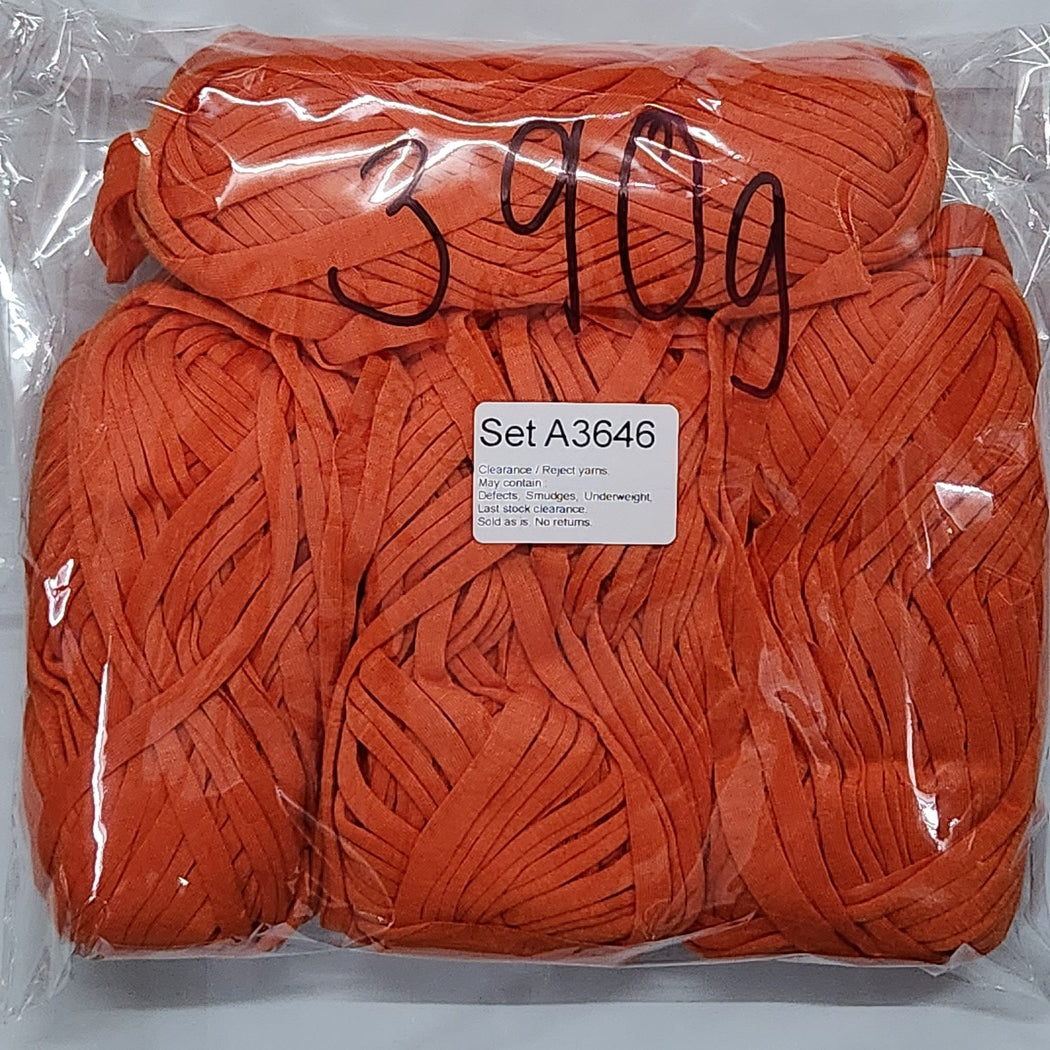 390g
Set A3646
Clearance / Reject yarns.
May contain :
Defects, Smudges, Underweight,
Last stock clearance.
Sold as is. No returns.